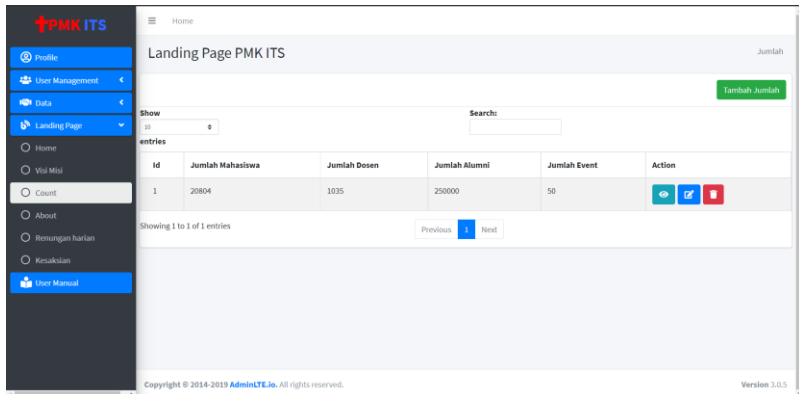 PMK ITS
Home
Profile
User Management
Data
Landing Page
Home
Visi Misi
Count
About
Renungan harian
Kesaksian
User Manual
Landing Page PMK ITS
Jumlah
Tambah Jumlah
Show
10
entries
Search:
Id Jumlah Mahasiswa Jumlah Dosen Jumlah Alumni Jumlah Event Action
1 20804 1035 250000 50
Showing 1 to 1 of 1 entries
Previous 1 Next
Copyright © 2014-2019 AdminLTE.io. All rights reserved.
Version 3.0.5